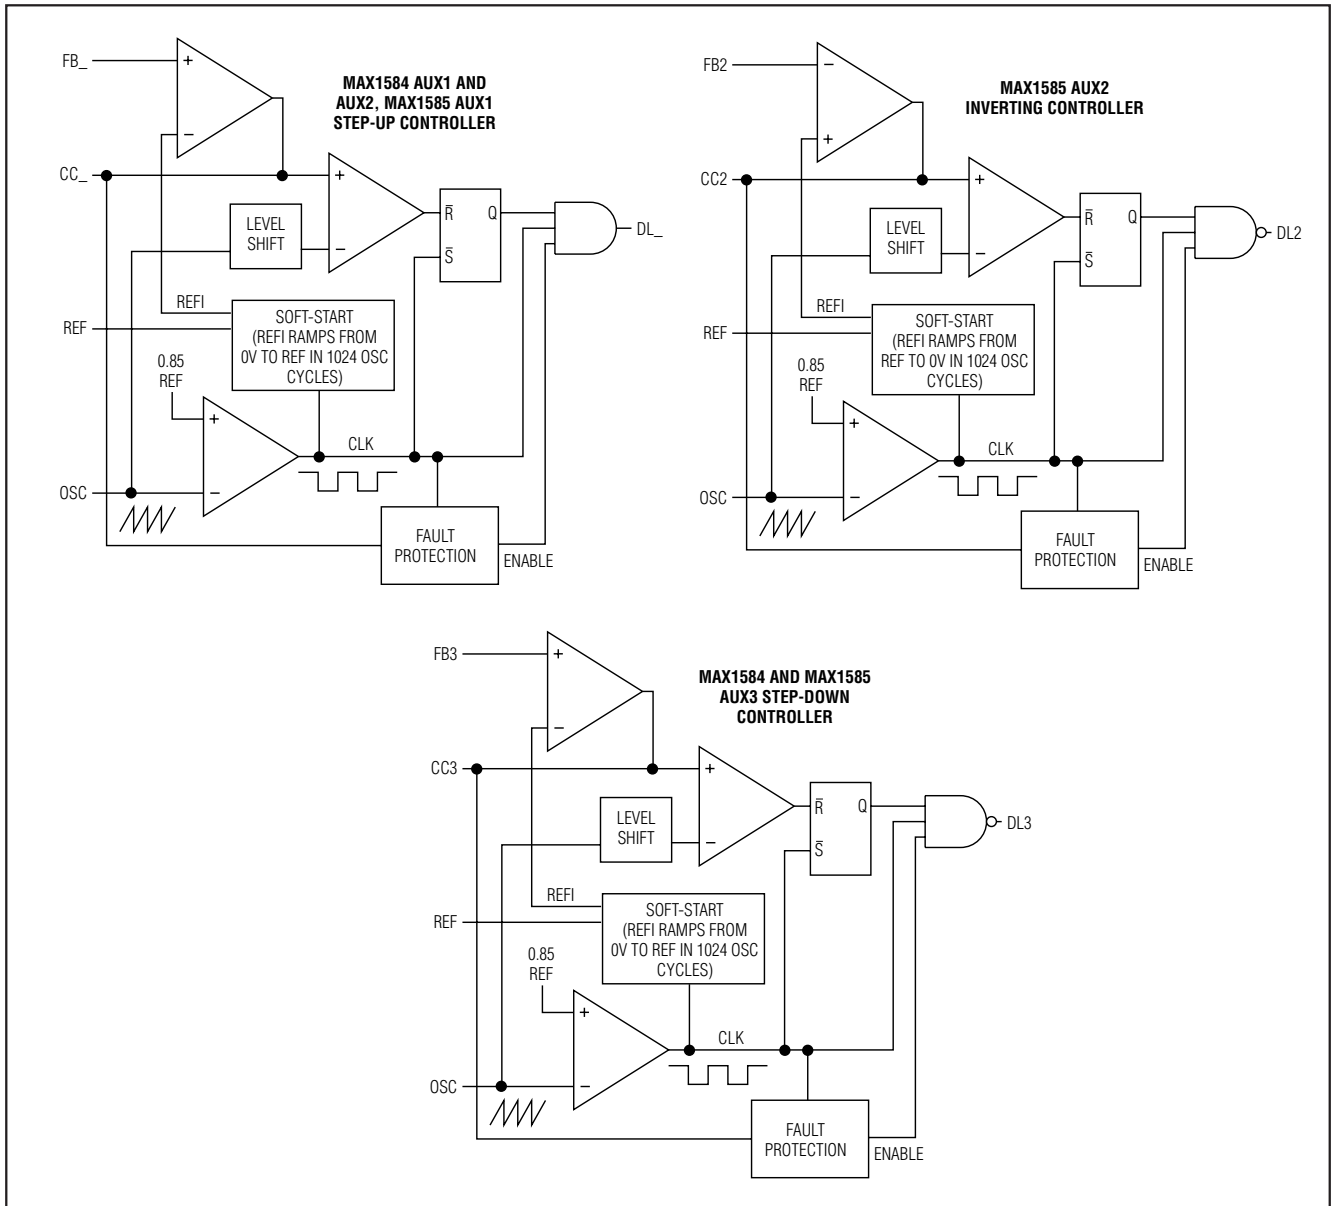 MAX1584 AUX1 AND
AUX2, MAX1585 AUX1
STEP-UP CONTROLLER
FB_
+
−
CC_
+
−
LEVEL
SHIFT
R̅
Q
S̅
DL_
REFI
REF
SOFT-START
(REFI RAMPS FROM
0V TO REF IN 1024 OSC
CYCLES)
0.85
REF
+
−
CLK
OSC
FAULT
PROTECTION
ENABLE
MAX1585 AUX2
INVERTING CONTROLLER
FB2
−
+
CC2
+
−
LEVEL
SHIFT
R̅
Q
S̅
DL2
REFI
REF
SOFT-START
(REFI RAMPS FROM
REF TO 0V IN 1024 OSC
CYCLES)
0.85
REF
+
−
CLK
OSC
FAULT
PROTECTION
ENABLE
MAX1584 AND MAX1585
AUX3 STEP-DOWN
CONTROLLER
FB3
+
−
CC3
+
−
LEVEL
SHIFT
R̅
Q
S̅
DL3
REFI
REF
SOFT-START
(REFI RAMPS FROM
0V TO REF IN 1024 OSC
CYCLES)
0.85
REF
+
−
CLK
OSC
FAULT
PROTECTION
ENABLE